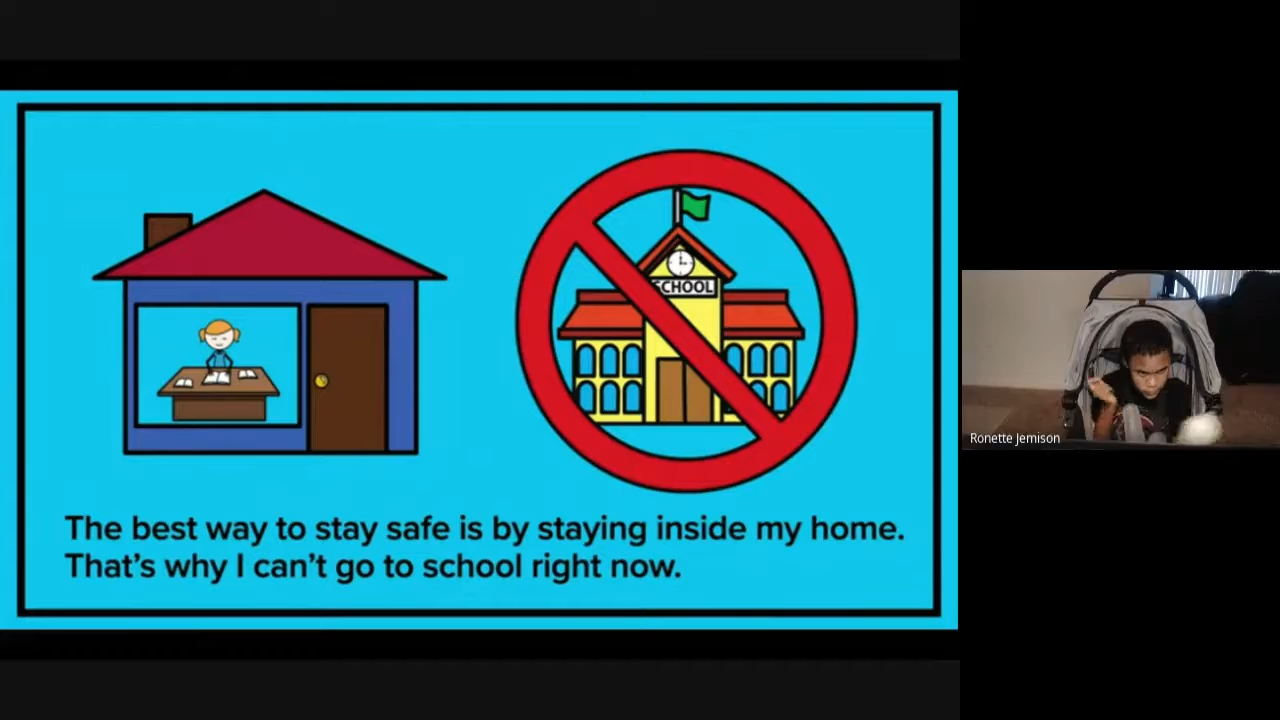 SCHOOL
The best way to stay safe is by staying inside my home.
That's why I can't go to school right now.
Ronette Jemison